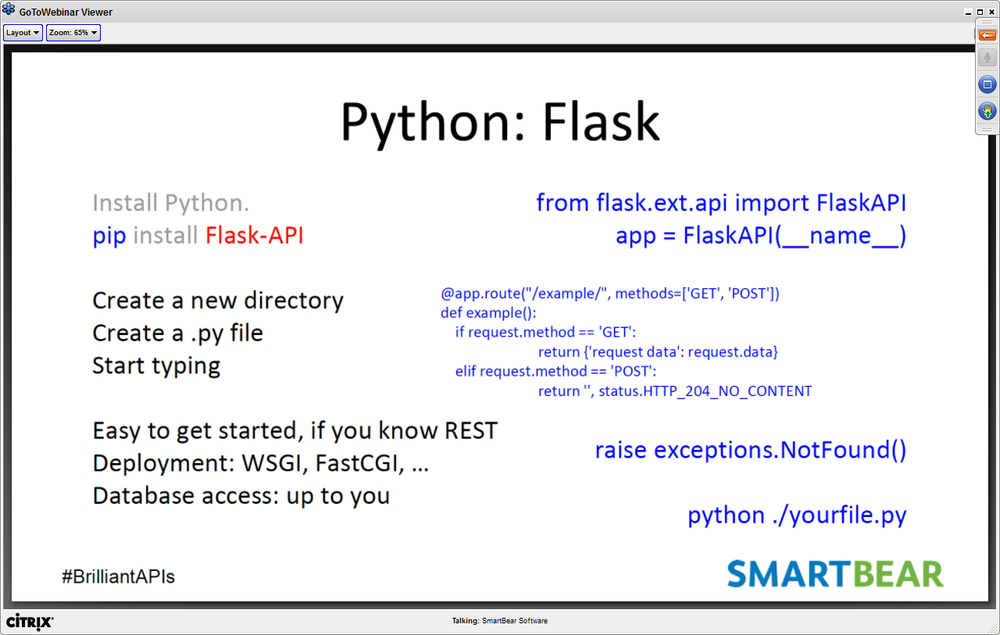 GoToWebinar Viewer
Layout
Zoom: 65%
Python: Flask
Install Python.
pip install Flask-API
Create a new directory
Create a .py file
Start typing
Easy to get started, if you know REST
Deployment: WSGI, FastCGI, ...
Database access: up to you
from flask.ext.api import FlaskAPI
app = FlaskAPI(__name__)
@app.route("/example/", methods=['GET', 'POST'])
def example():
if request.method == 'GET':
return {'request data': request.data}
elif request.method == 'POST':
return '', status.HTTP_204_NO_CONTENT
raise exceptions.NotFound()
python ./yourfile.py
#BrilliantAPIs
SMARTBEAR
CITRIX
Talking: SmartBear Software